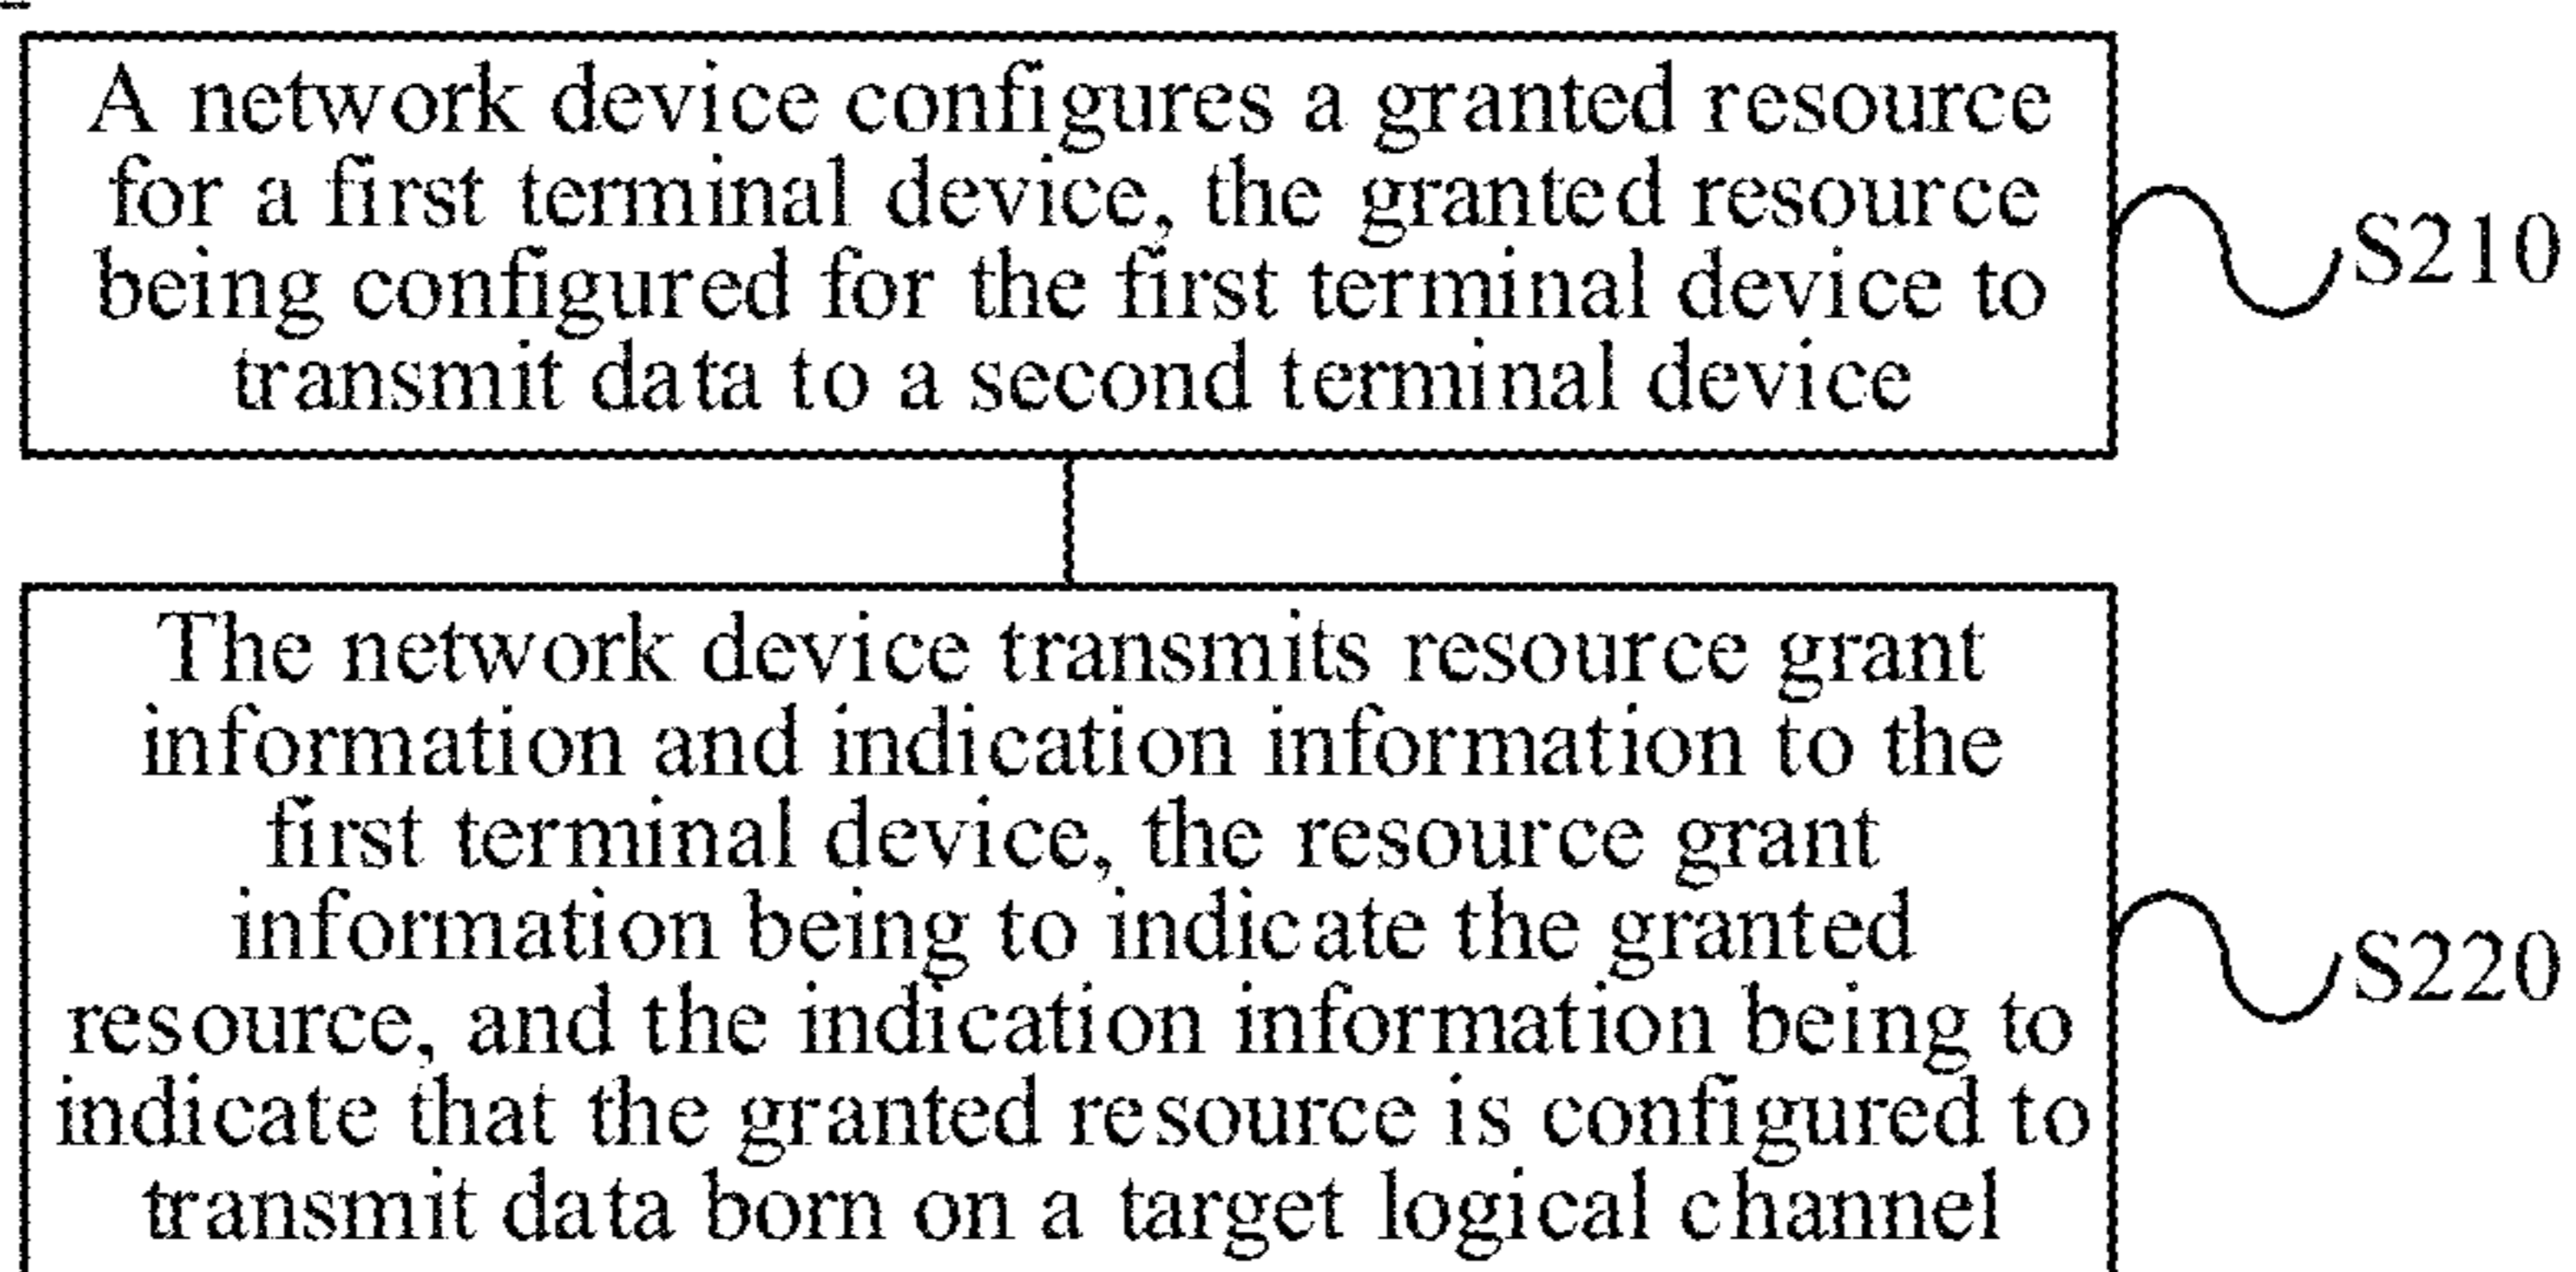 A network device configures a granted resource
for a first terminal device, the granted resource
being configured for the first terminal device to
transmit data to a second terminal device
S210
The network device transmits resource grant
information and indication information to the
first terminal device, the resource grant
information being to indicate the granted
resource, and the indication information being to
indicate that the granted resource is configured to
transmit data born on a target logical channel
S220